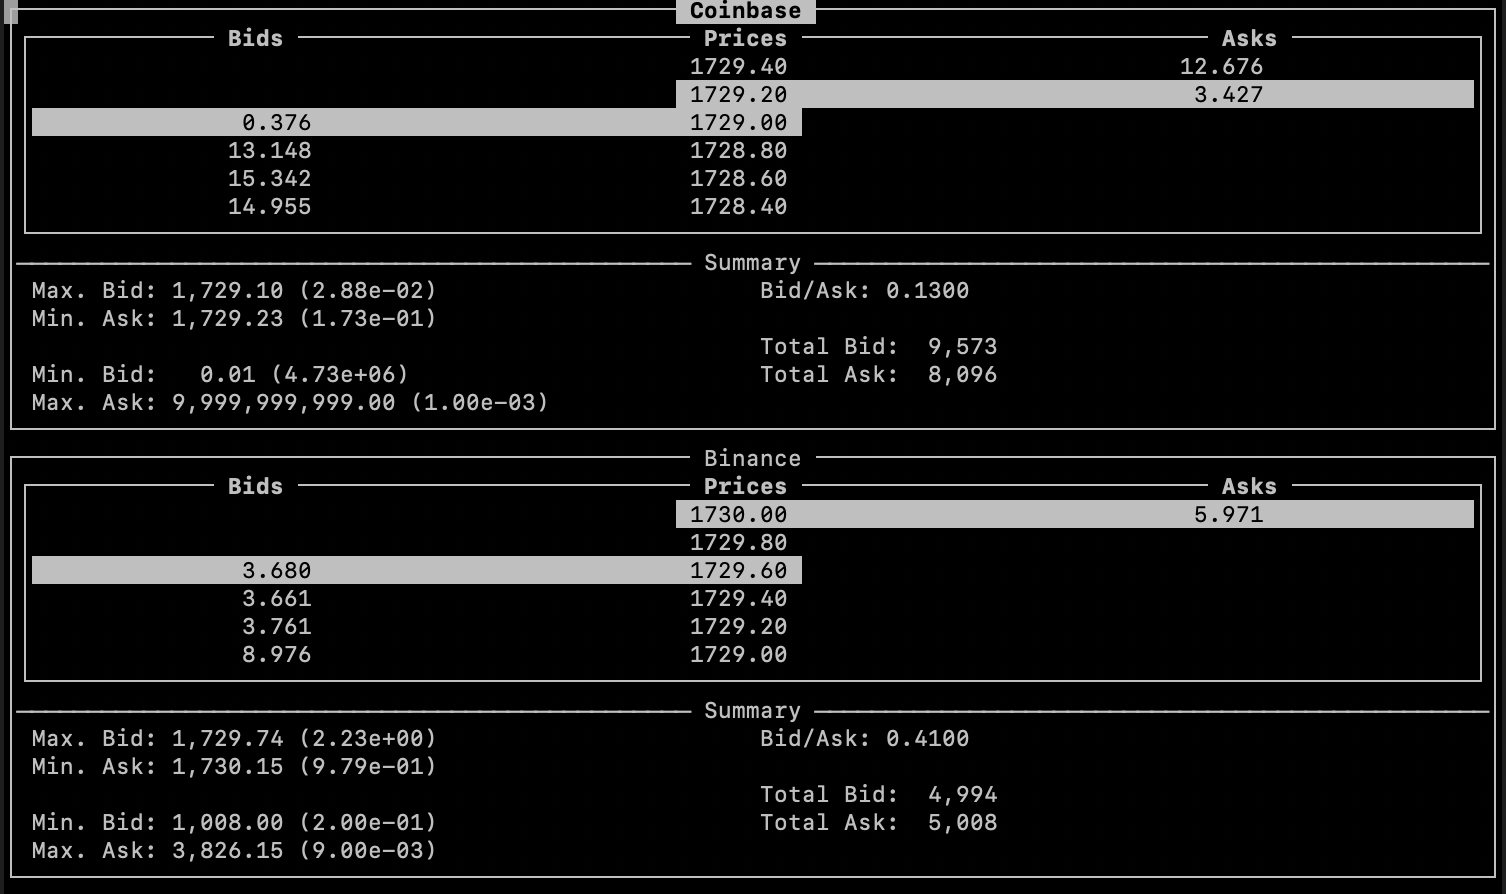 Coinbase
Bids Prices Asks
1729.40 12.676
1729.20 3.427
0.376 1729.00
13.148 1728.80
15.342 1728.60
14.955 1728.40
Summary
Max. Bid: 1,729.10 (2.88e-02) Bid/Ask: 0.1300
Min. Ask: 1,729.23 (1.73e-01)
Total Bid: 9,573
Min. Bid: 0.01 (4.73e+06) Total Ask: 8,096
Max. Ask: 9,999,999,999.00 (1.00e-03)
Binance
Bids Prices Asks
1730.00 5.971
1729.80
3.680 1729.60
3.661 1729.40
3.761 1729.20
8.976 1729.00
Summary
Max. Bid: 1,729.74 (2.23e+00) Bid/Ask: 0.4100
Min. Ask: 1,730.15 (9.79e-01)
Total Bid: 4,994
Min. Bid: 1,008.00 (2.00e-01) Total Ask: 5,008
Max. Ask: 3,826.15 (9.00e-03)